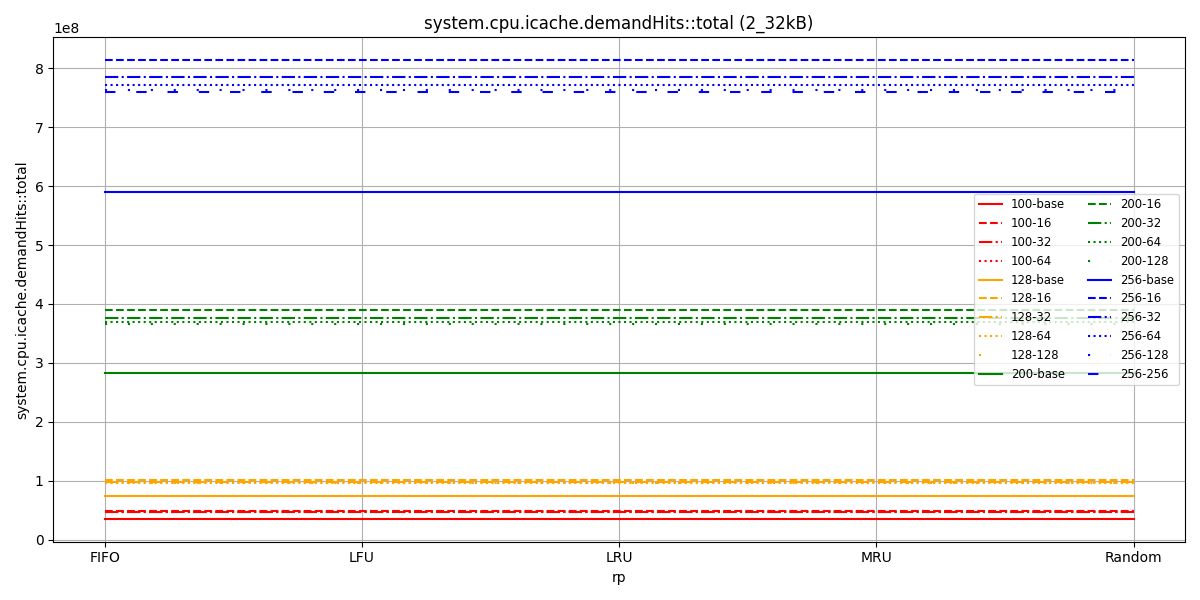 system.cpu.icache.demandHits::total (2_32kB)
1e8
system.cpu.icache.demandHits::total
8
7
6
5
4
3
2
1
0
100-base
100-16
100-32
100-64
128-base
128-16
128-32
128-64
128-128
200-base
200-16
200-32
200-64
200-128
256-base
256-16
256-32
256-64
256-128
256-256
FIFO LFU LRU MRU Random
rp